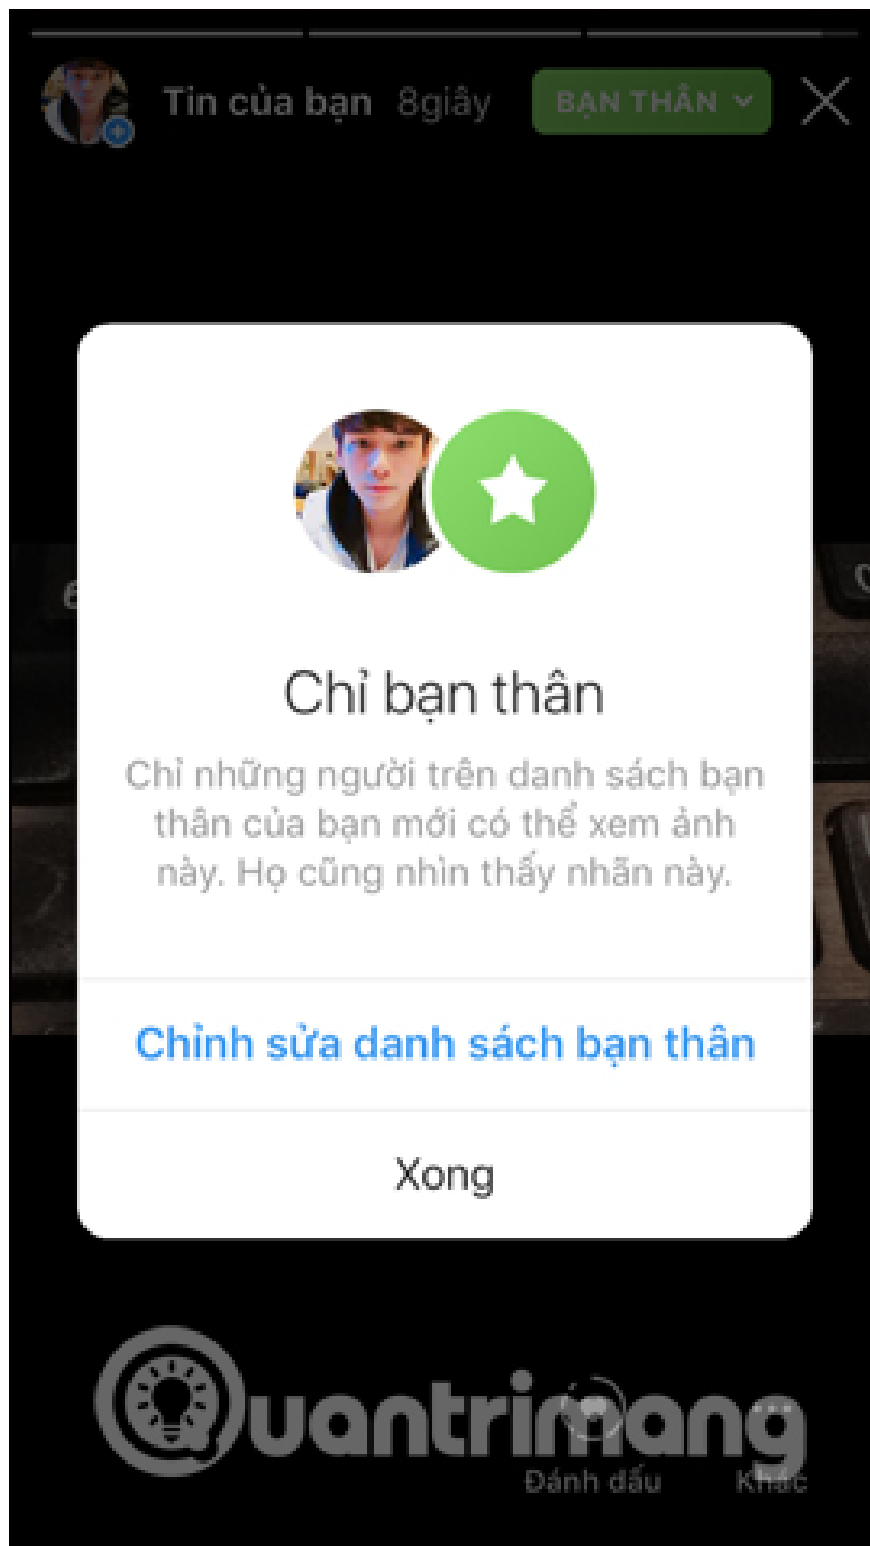 Tin của bạn 8giây BẠN THÂN
Chỉ bạn thân
Chỉ những người trên danh sách bạn
thân của bạn mới có thể xem ảnh
này. Họ cũng nhìn thấy nhãn này.
Chỉnh sửa danh sách bạn thân
Xong
Quantrimang
Đánh dấu Khác